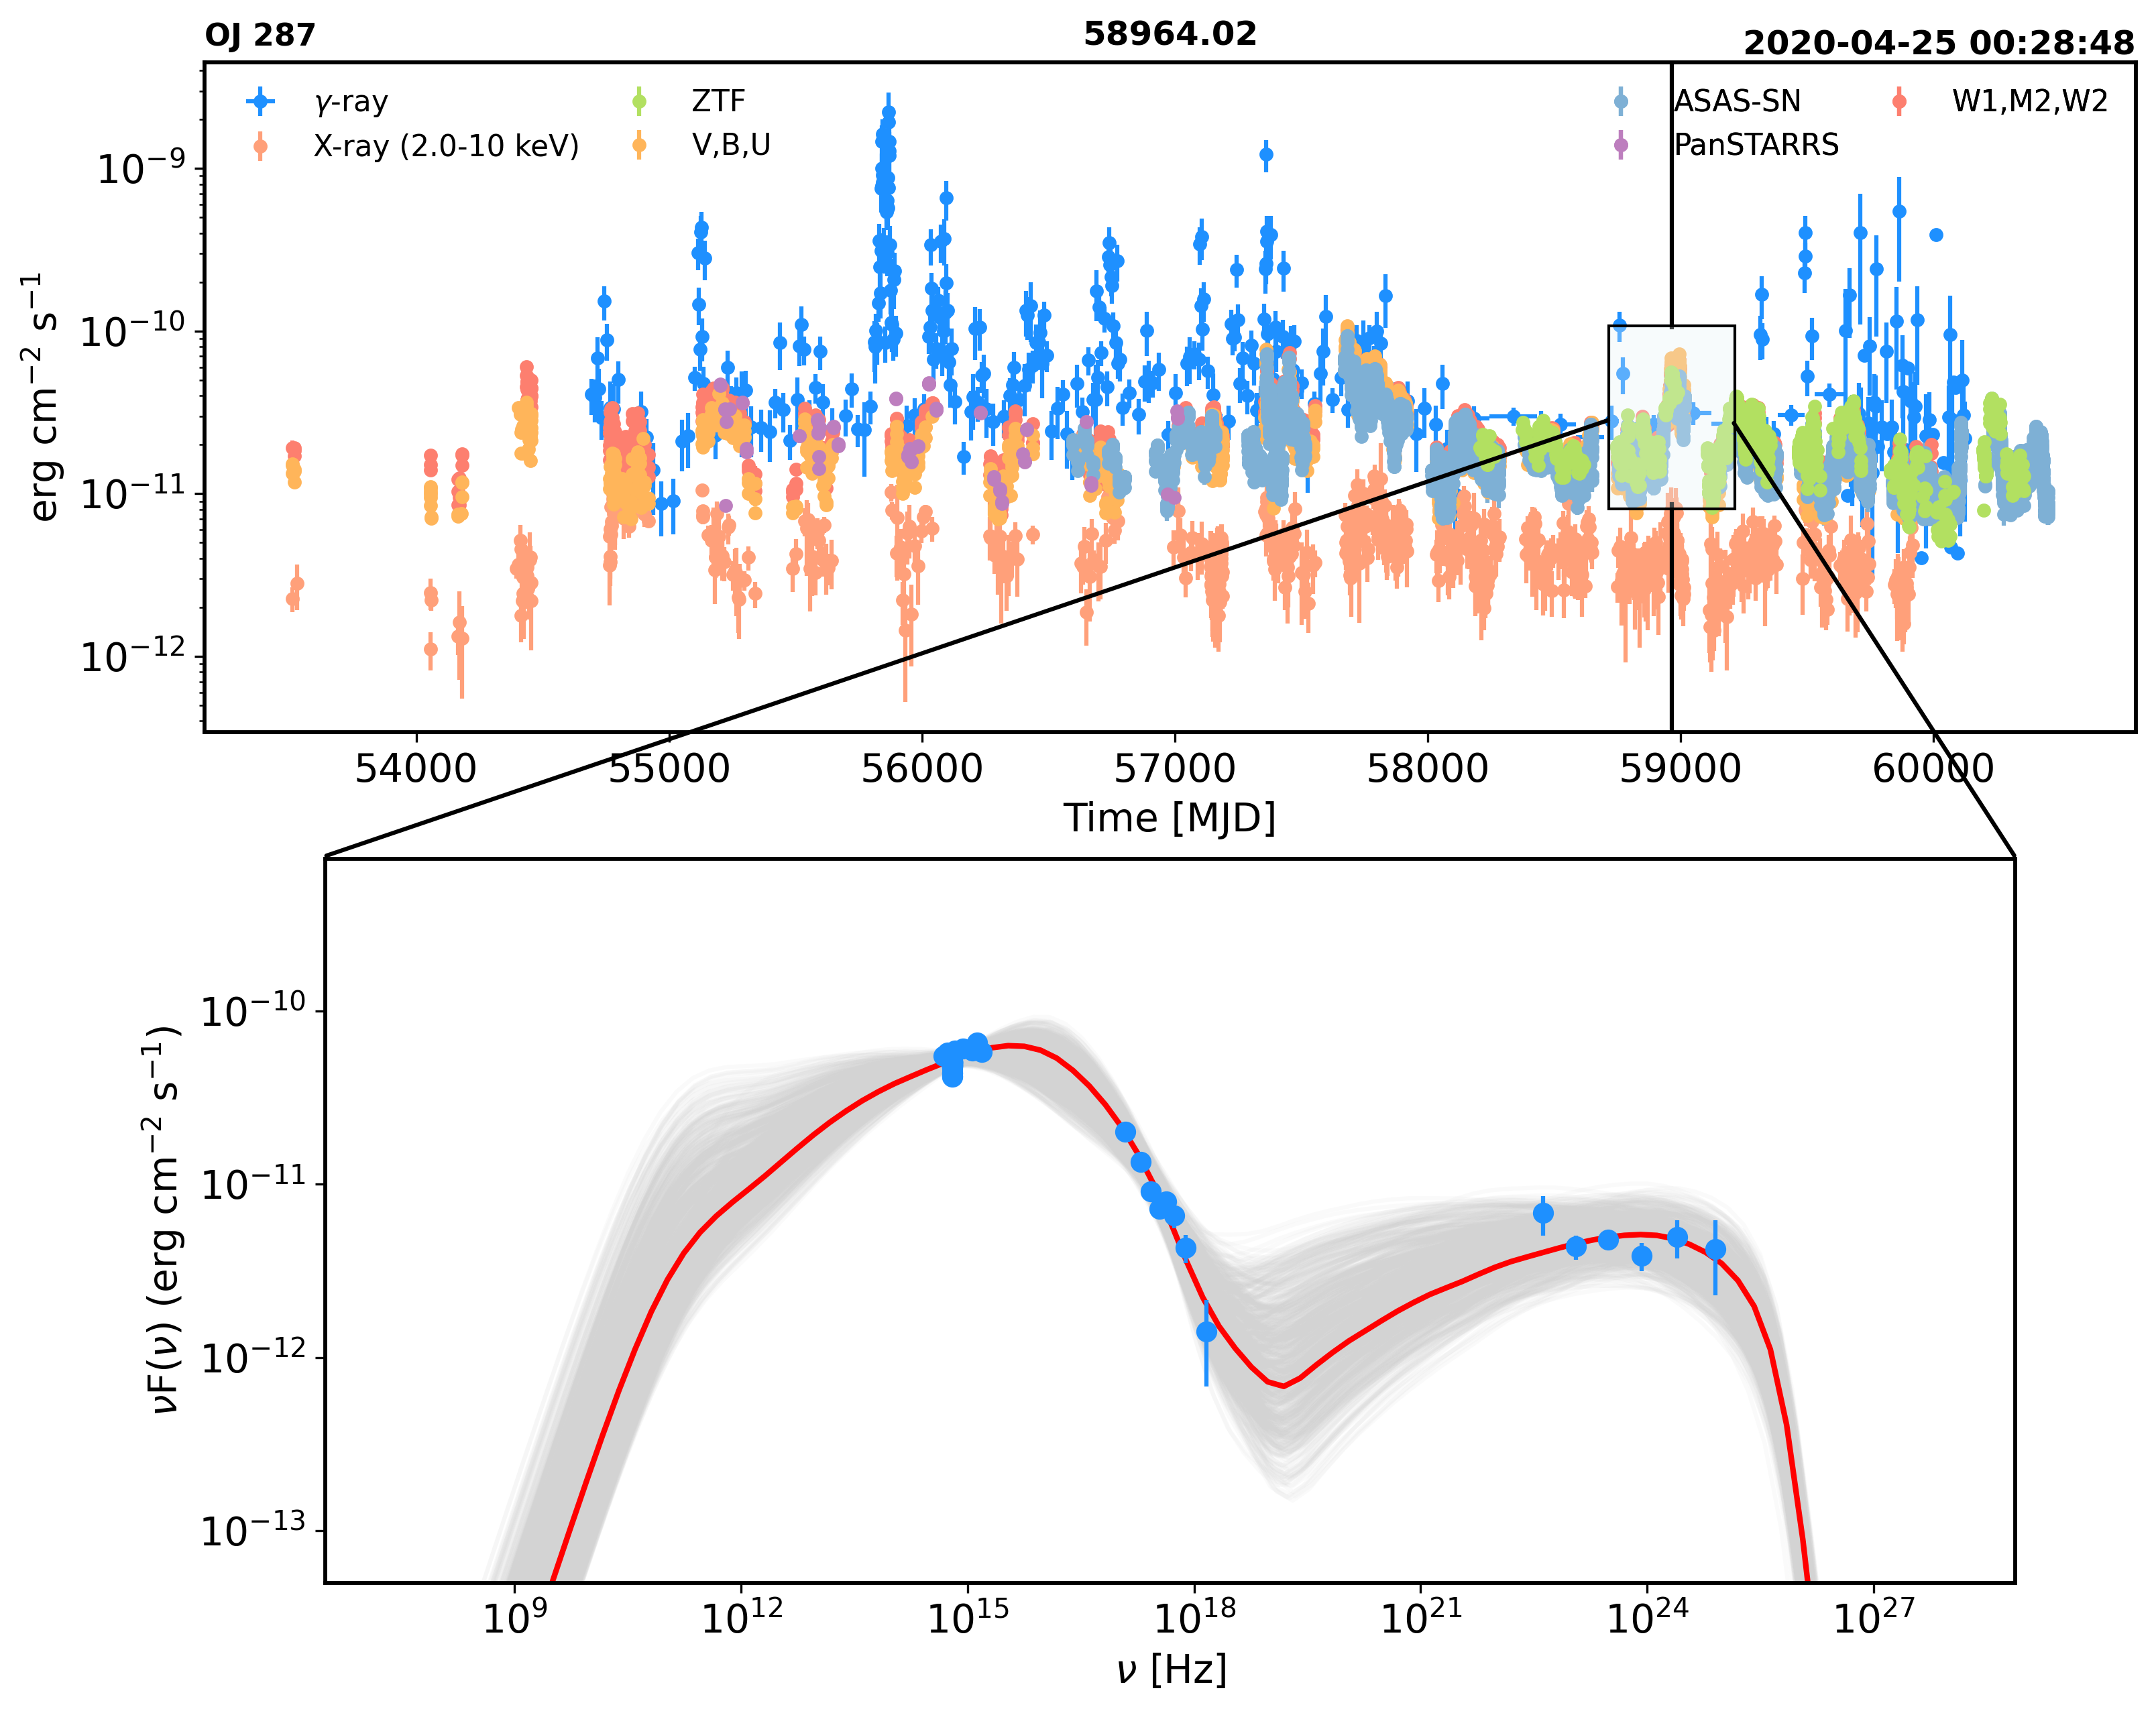 OJ 287 58964.02 2020-04-25 00:28:48
γ-ray ZTF ASAS-SN W1,M2,W2
X-ray (2.0-10 keV) V,B,U PanSTARRS
10⁻⁹
10⁻¹⁰
10⁻¹¹
10⁻¹²
erg cm⁻² s⁻¹
54000 55000 56000 57000 58000 59000 60000
Time [MJD]
10⁻¹⁰
10⁻¹¹
10⁻¹²
10⁻¹³
νF(ν) (erg cm⁻² s⁻¹)
10⁹ 10¹² 10¹⁵ 10¹⁸ 10²¹ 10²⁴ 10²⁷
ν [Hz]